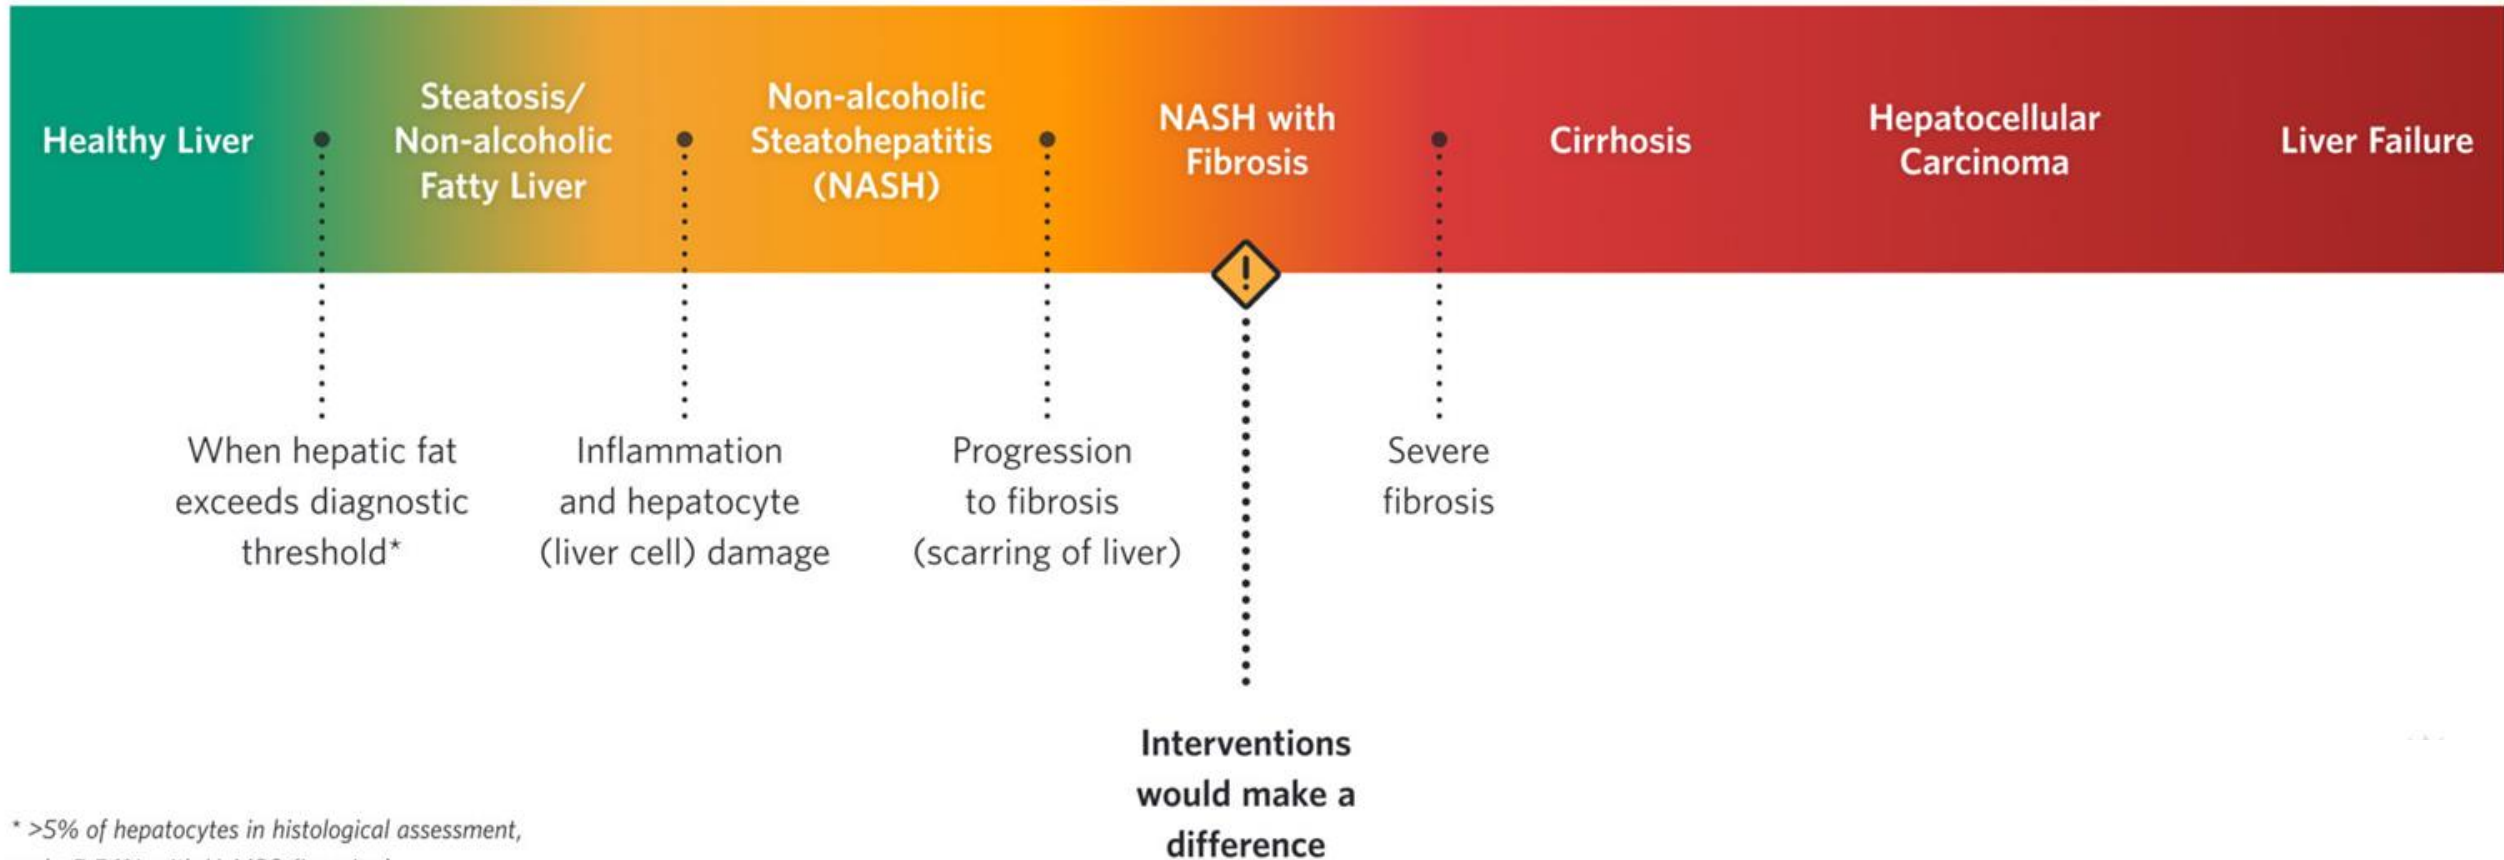 Healthy Liver
Steatosis/
Non-alcoholic
Fatty Liver
Non-alcoholic
Steatohepatitis
(NASH)
NASH with
Fibrosis
Cirrhosis
Hepatocellular
Carcinoma
Liver Failure
!
When hepatic fat
exceeds diagnostic
threshold*
Inflammation
and hepatocyte
(liver cell) damage
Progression
to fibrosis
(scarring of liver)
Severe
fibrosis
Interventions
would make a
difference
* >5% of hepatocytes in histological assessment,